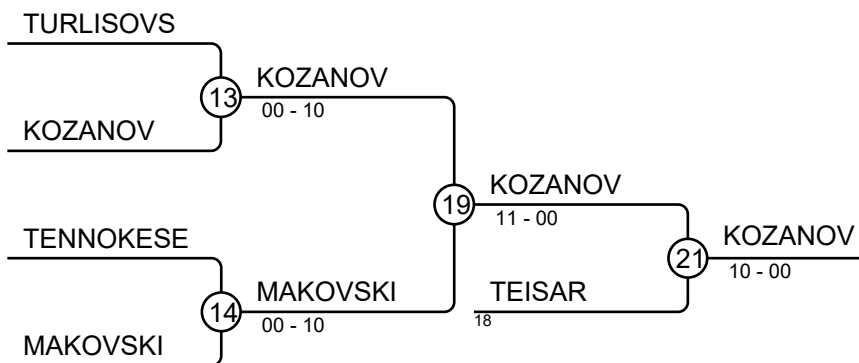 TURLISOVS
13
KOZANOV
00 - 10
KOZANOV
19
KOZANOV
11 - 00
TENNOKESE
21
KOZANOV
10 - 00
14
MAKOVSKI
00 - 10
TEISAR
18
MAKOVSKI